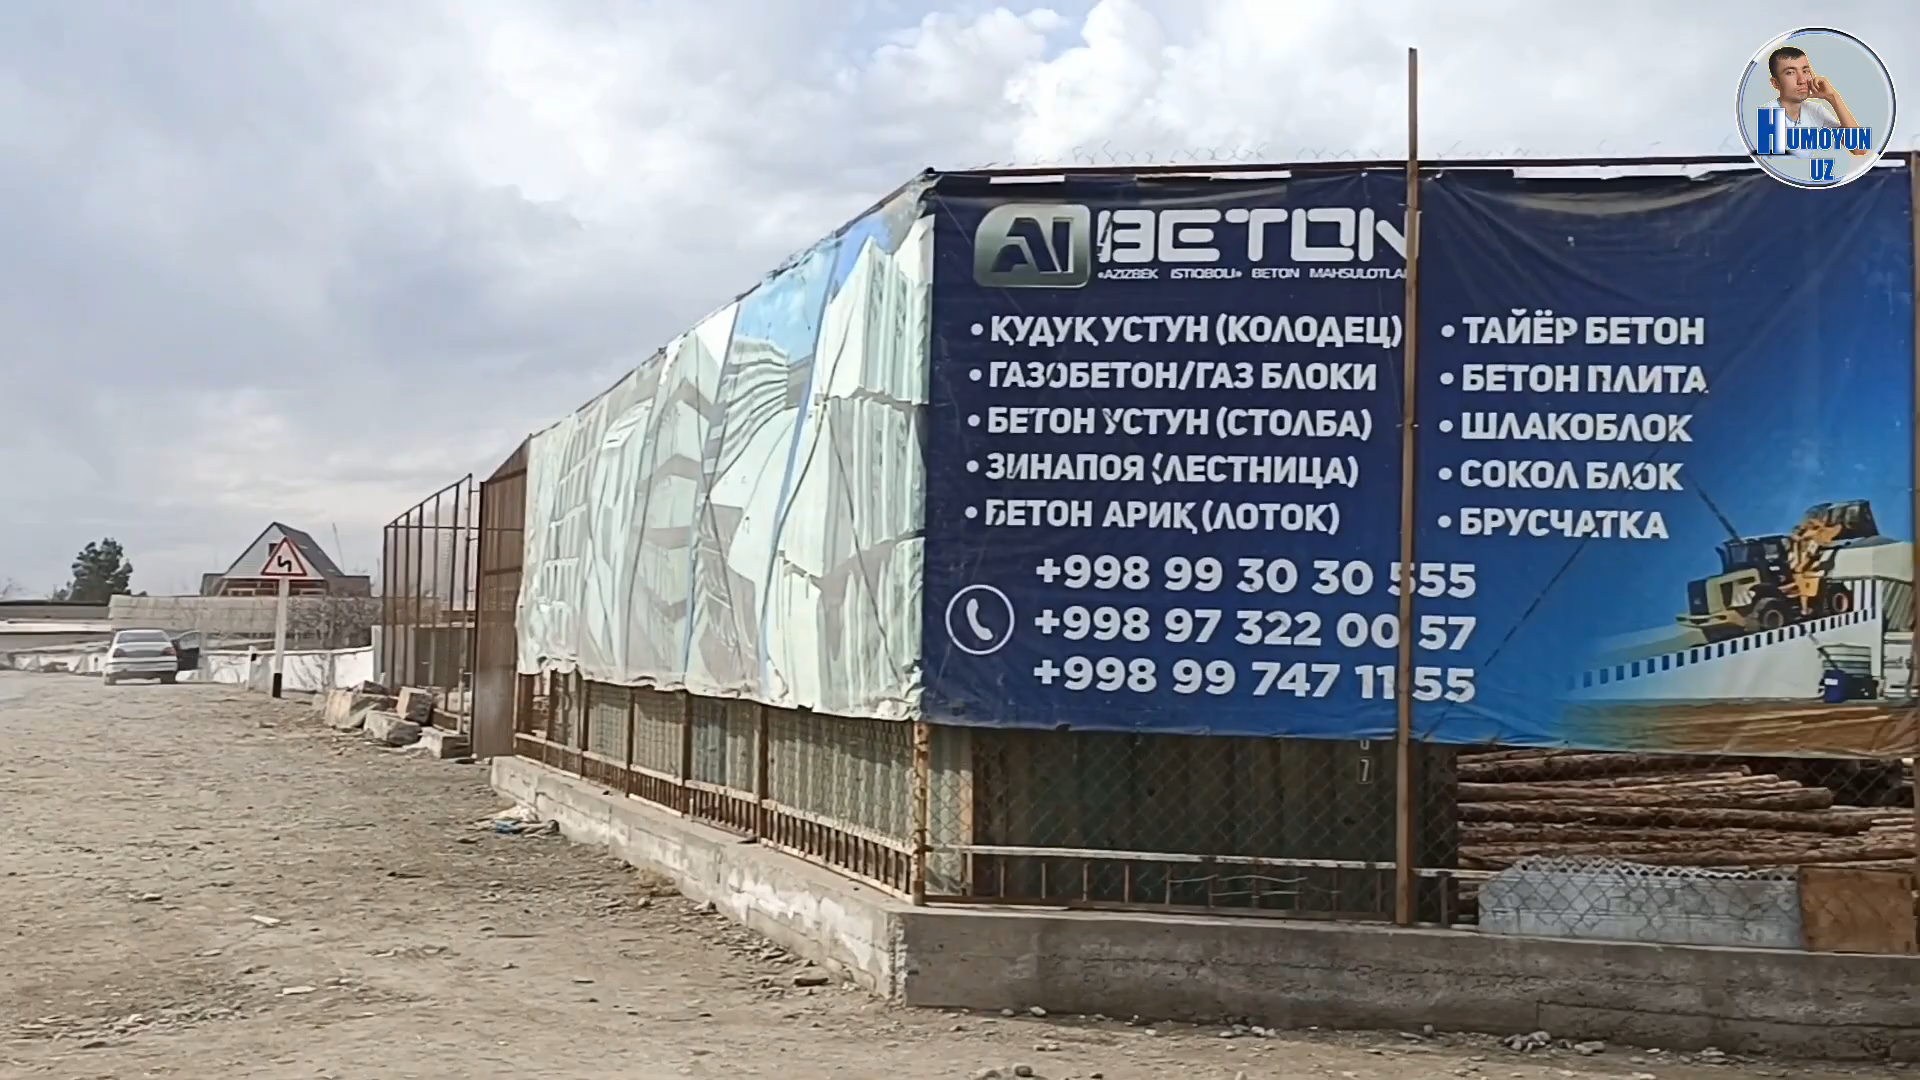 AI BETON
«AZIZBEK ISTIQBOLI» BETON MAHSULOTLA
• ҚУДУҚ УСТУН (КОЛОДЕЦ)
• ГАЗОБЕТОН/ГАЗ БЛОКИ
• БЕТОН УСТУН (СТОЛБА)
• ЗИНАПОЯ (ЛЕСТНИЦА)
• БЕТОН АРИҚ (ЛОТОК)
• ТАЙЁР БЕТОН
• БЕТОН ПЛИТА
• ШЛАКОБЛОК
• СОКОЛ БЛОК
• БРУСЧАТКА
+998 99 30 30 555
+998 97 322 00 57
+998 99 747 11 55
HUMOYUN
UZ